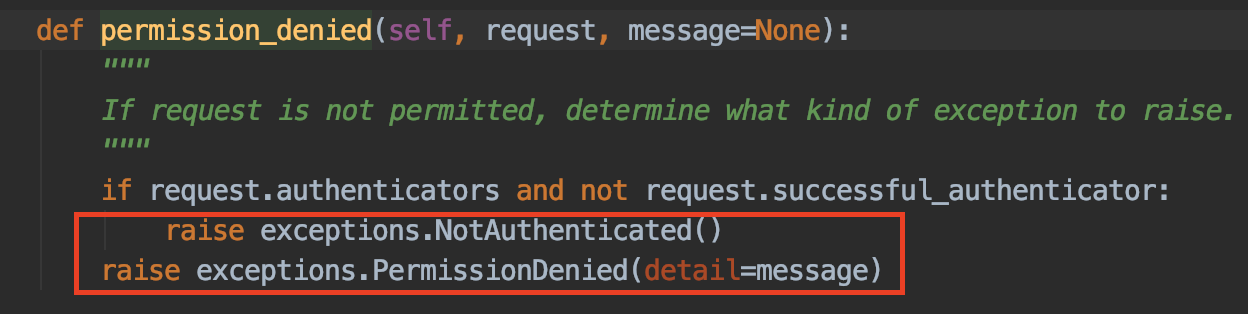 def permission_denied(self, request, message=None):
"""
If request is not permitted, determine what kind of exception to raise.
"""
if request.authenticators and not request.successful_authenticator:
raise exceptions.NotAuthenticated()
raise exceptions.PermissionDenied(detail=message)